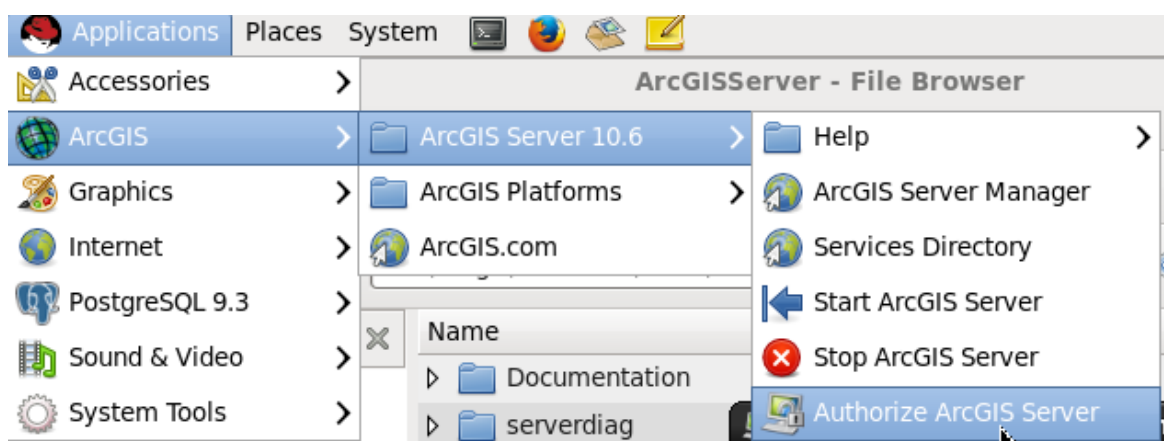 Applications Places System
ArcGISServer - File Browser
Accessories
ArcGIS
Graphics
Internet
PostgreSQL 9.3
Sound & Video
System Tools
ArcGIS Server 10.6
ArcGIS Platforms
ArcGIS.com
Help
ArcGIS Server Manager
Services Directory
Start ArcGIS Server
Stop ArcGIS Server
Authorize ArcGIS Server
Name
Documentation
serverdiag